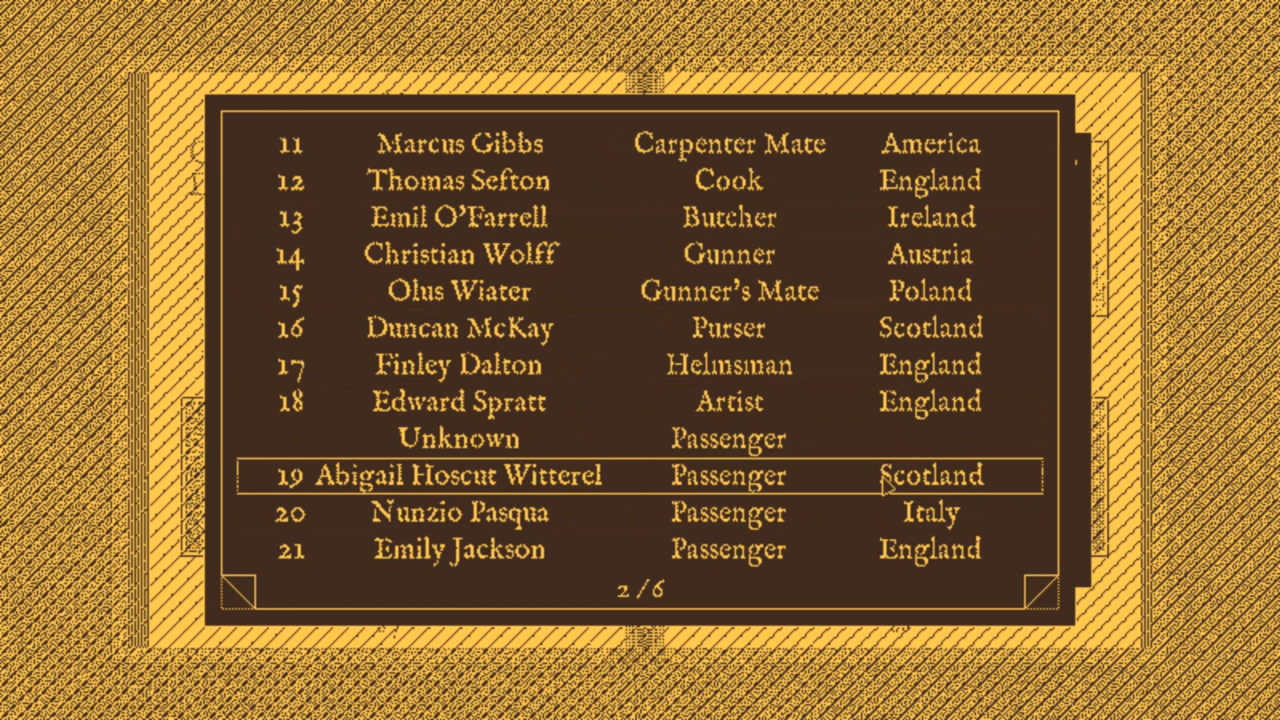 11 Marcus Gibbs Carpenter Mate America
12 Thomas Sefton Cook England
13 Emil O'Farrell Butcher Ireland
14 Christian Wolff Gunner Austria
15 Olus Wiater Gunner's Mate Poland
16 Duncan McKay Purser Scotland
17 Finley Dalton Helmsman England
18 Edward Spratt Artist England
Unknown Passenger
19 Abigail Hoscut Witterel Passenger Scotland
20 Nunzio Pasqua Passenger Italy
21 Emily Jackson Passenger England
2/6